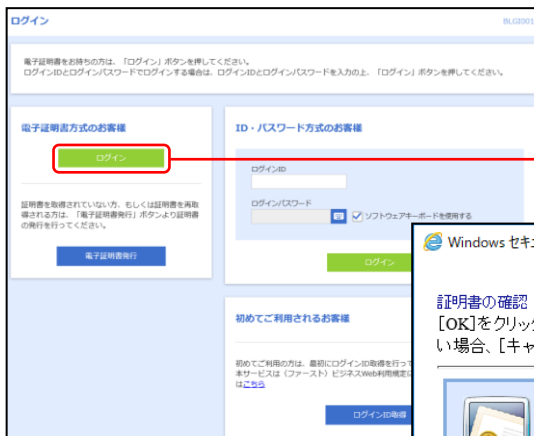 ログイン
BLGI001
電子証明書をお持ちの方は、「ログイン」ボタンを押してください。
ログインIDとログインパスワードでログインする場合は、ログインIDとログインパスワードを入力の上、「ログイン」ボタンを押してください。
電子証明書方式のお客様
ログイン
証明書を取得されていない方、もしくは証明書を再取
得される方は、「電子証明書発行」ボタンより証明書
の発行を行ってください。
電子証明書発行
ID・パスワード方式のお客様
ログインID
ログインパスワード
ソフトウェアキーボードを使用する
ログイン
初めてご利用されるお客様
初めてご利用の方は、最初にログインID取得を行って
本サービスは（ファースト）ビジネスWeb利用規定に
はこちら
ログインID取得
Windows セキュ
証明書の確認
[OK]をクリック
い場合、[キャ